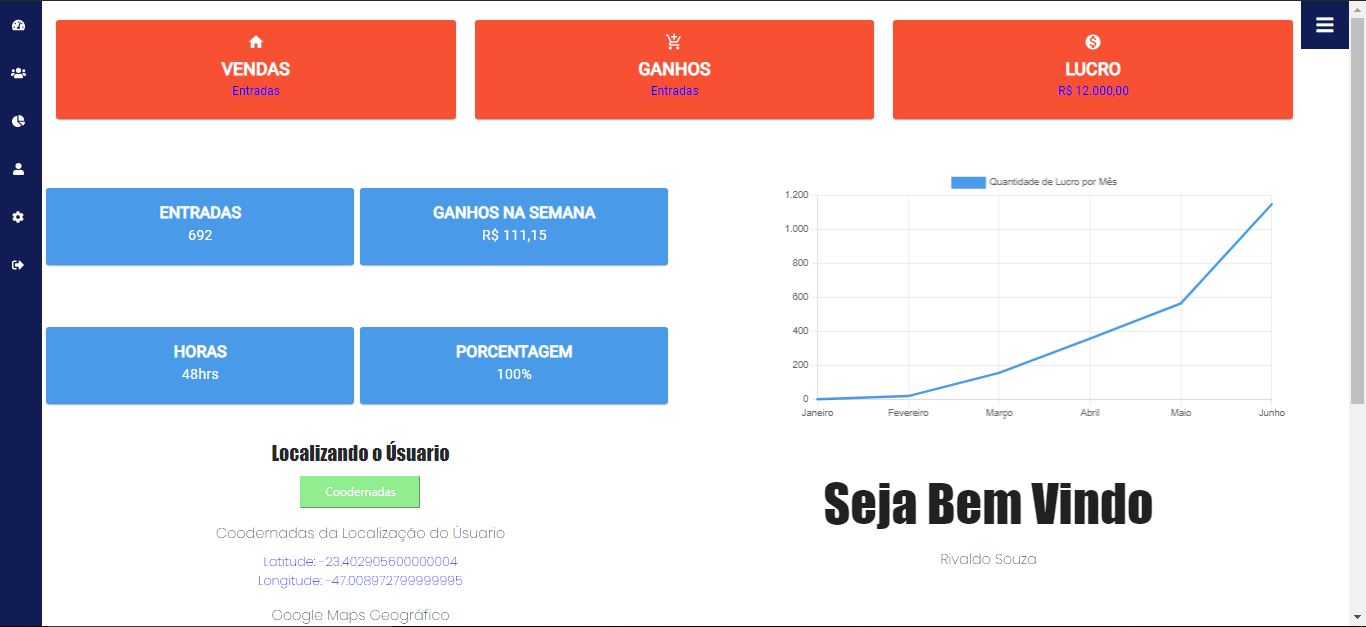 VENDAS
Entradas
GANHOS
Entradas
LUCRO
R$ 12.000,00
ENTRADAS
692
GANHOS NA SEMANA
R$ 111,15
HORAS
48hrs
PORCENTAGEM
100%
Quantidade de Lucro por Mês
1.200
1.000
800
600
400
200
0
Janeiro Fevereiro Março Abril Maio Junho
Localizando o Úsuario
Coodernadas
Coodernadas da Localização do Úsuario
Latitude: -23.402905600000004
Longitude: -47.008972799999995
Google Maps Geográfico
Seja Bem Vindo
Rivaldo Souza